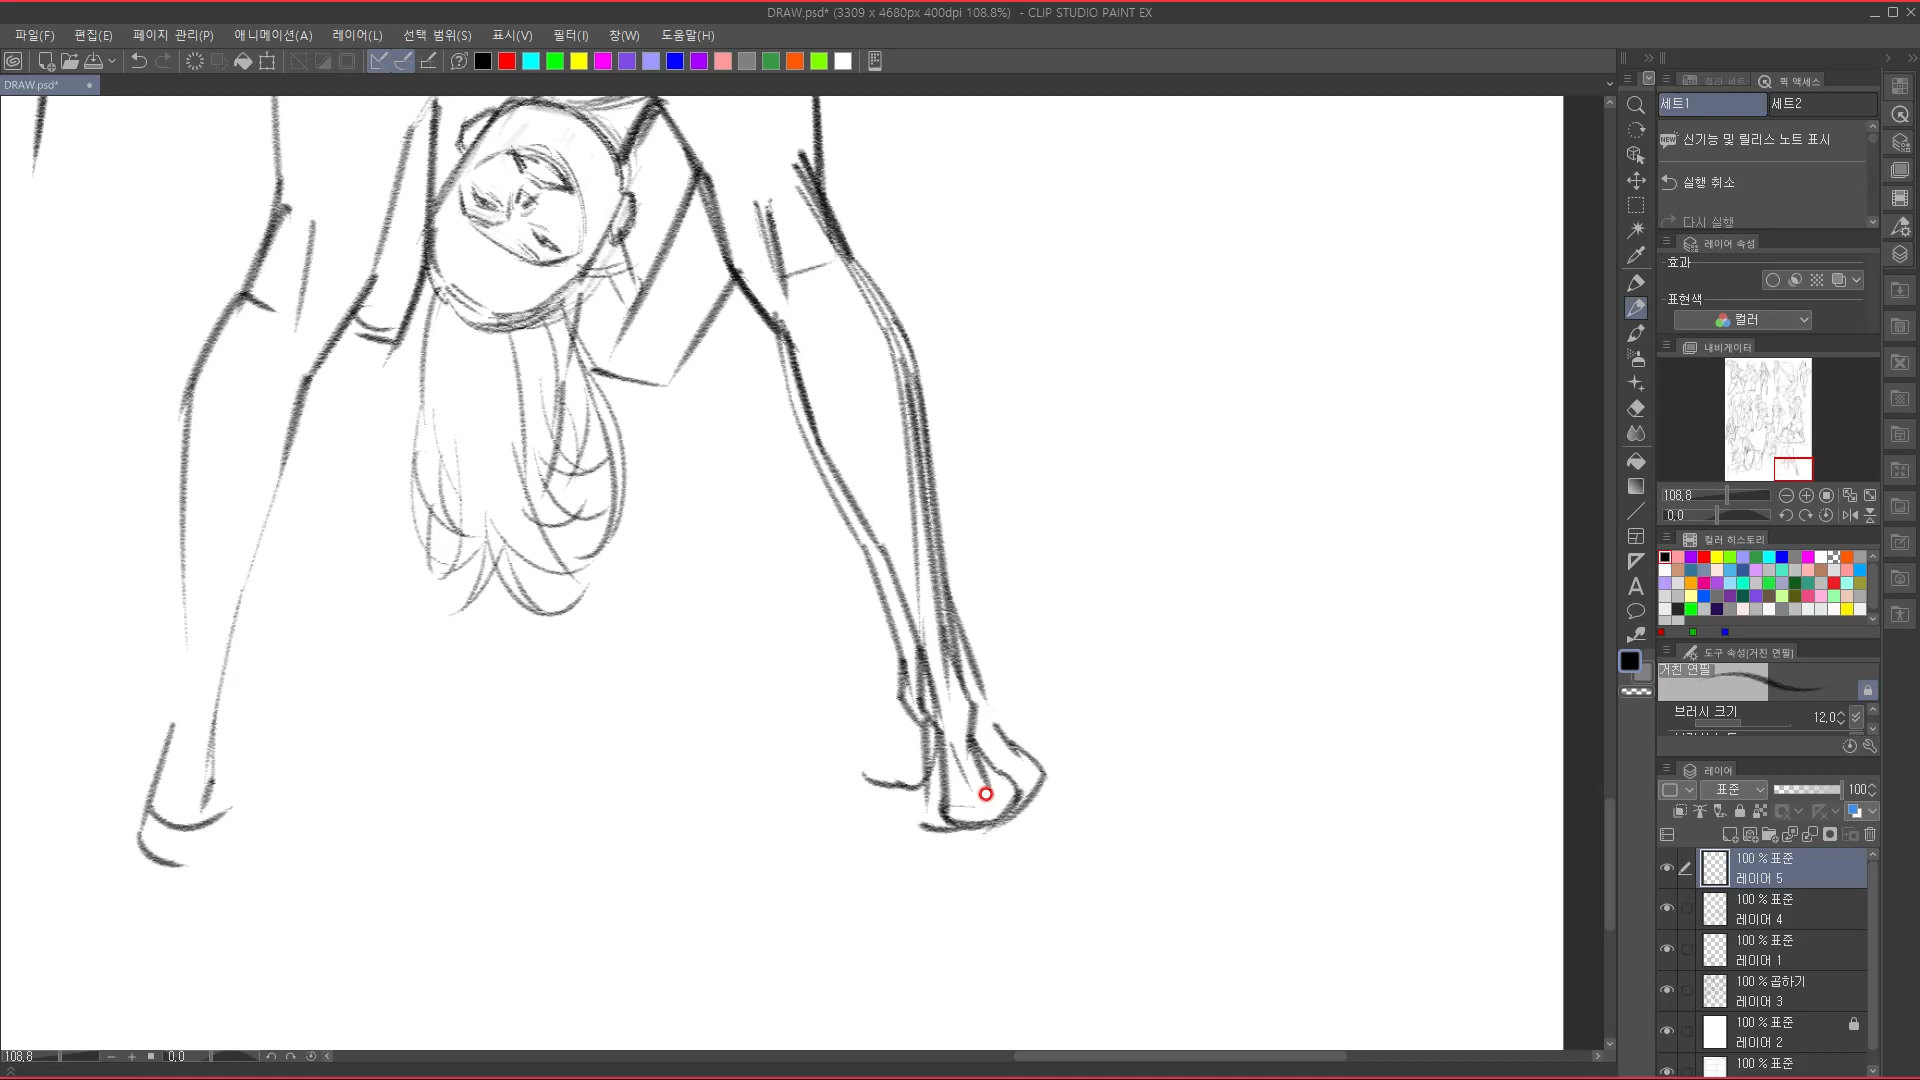 DRAW.psd* (3309 x 4680px 400dpi 108.8%)  - CLIP STUDIO PAINT EX
파일(F) 편집(E) 페이지 관리(P) 애니메이션(A) 레이어(L) 선택 범위(S) 표시(V) 필터(I) 창(W) 도움말(H)
DRAW.psd*
컬러 세트 퀵 액세스
세트1 세트2
신기능 및 릴리스 노트 표시
실행 취소
다시 실행
레이어 속성
효과
표현색
컬러
내비게이터
108.8
0.0
컬러 히스토리
도구 속성(거친 연필)
거친 연필
브러시 크기 12.0
레이어
표준 100
100 % 표준
레이어 5
100 % 표준
레이어 4
100 % 표준
레이어 1
100 % 곱하기
레이어 3
100 % 표준
레이어 2
100 % 표준
108.8 0.0